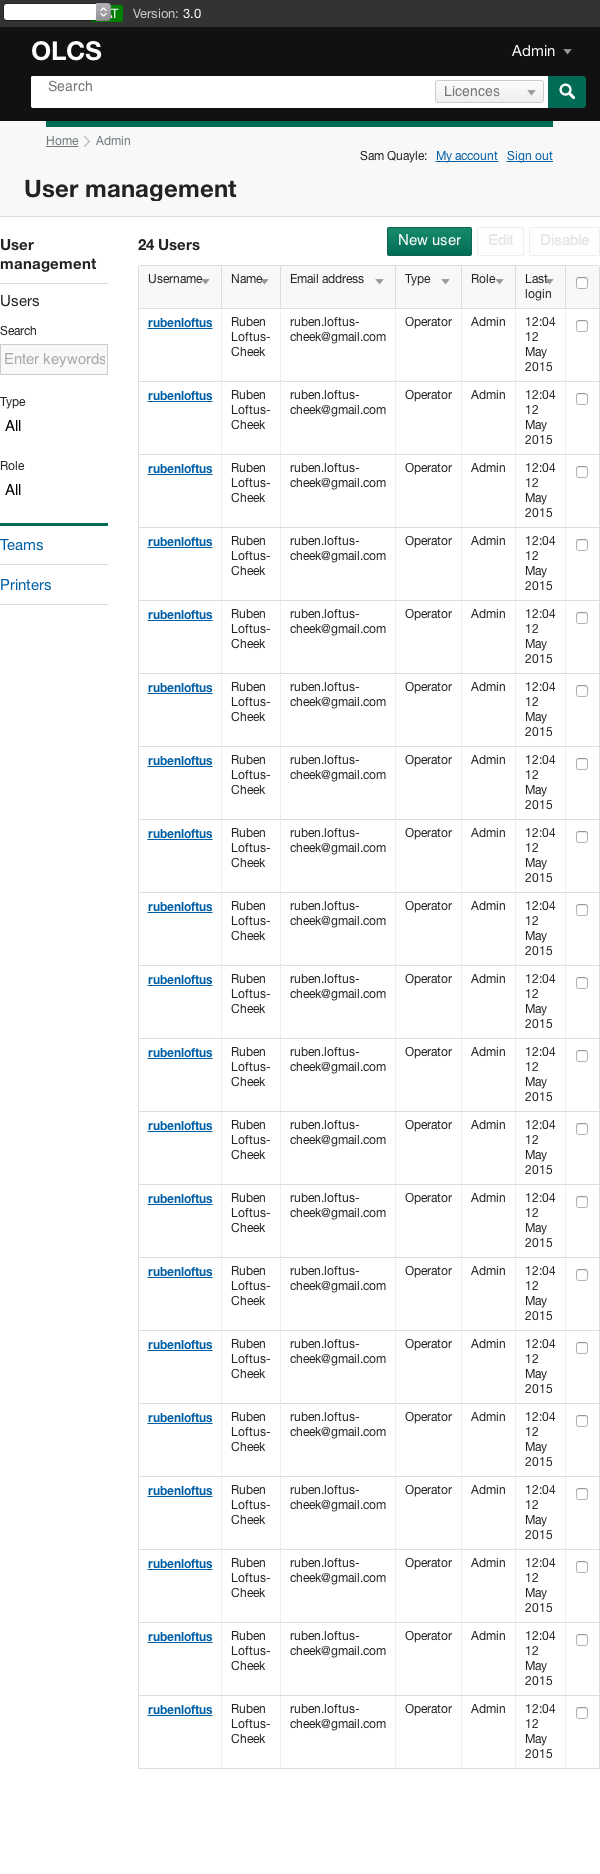 Version: 3.0
OLCS
Admin
Search
Licences
Home
Admin
Sam Quayle: My account Sign out
User management
User
management
Users
Search
Enter keywords
Type
All
Role
All
Teams
Printers
24 Users
New user
Edit
Disable
Username Name Email address Type Role Last
login
rubenloftus Ruben ruben.loftus- Operator Admin 12:04
Loftus- cheek@gmail.com 12
Cheek May
2015
rubenloftus Ruben ruben.loftus- Operator Admin 12:04
Loftus- cheek@gmail.com 12
Cheek May
2015
rubenloftus Ruben ruben.loftus- Operator Admin 12:04
Loftus- cheek@gmail.com 12
Cheek May
2015
rubenloftus Ruben ruben.loftus- Operator Admin 12:04
Loftus- cheek@gmail.com 12
Cheek May
2015
rubenloftus Ruben ruben.loftus- Operator Admin 12:04
Loftus- cheek@gmail.com 12
Cheek May
2015
rubenloftus Ruben ruben.loftus- Operator Admin 12:04
Loftus- cheek@gmail.com 12
Cheek May
2015
rubenloftus Ruben ruben.loftus- Operator Admin 12:04
Loftus- cheek@gmail.com 12
Cheek May
2015
rubenloftus Ruben ruben.loftus- Operator Admin 12:04
Loftus- cheek@gmail.com 12
Cheek May
2015
rubenloftus Ruben ruben.loftus- Operator Admin 12:04
Loftus- cheek@gmail.com 12
Cheek May
2015
rubenloftus Ruben ruben.loftus- Operator Admin 12:04
Loftus- cheek@gmail.com 12
Cheek May
2015
rubenloftus Ruben ruben.loftus- Operator Admin 12:04
Loftus- cheek@gmail.com 12
Cheek May
2015
rubenloftus Ruben ruben.loftus- Operator Admin 12:04
Loftus- cheek@gmail.com 12
Cheek May
2015
rubenloftus Ruben ruben.loftus- Operator Admin 12:04
Loftus- cheek@gmail.com 12
Cheek May
2015
rubenloftus Ruben ruben.loftus- Operator Admin 12:04
Loftus- cheek@gmail.com 12
Cheek May
2015
rubenloftus Ruben ruben.loftus- Operator Admin 12:04
Loftus- cheek@gmail.com 12
Cheek May
2015
rubenloftus Ruben ruben.loftus- Operator Admin 12:04
Loftus- cheek@gmail.com 12
Cheek May
2015
rubenloftus Ruben ruben.loftus- Operator Admin 12:04
Loftus- cheek@gmail.com 12
Cheek May
2015
rubenloftus Ruben ruben.loftus- Operator Admin 12:04
Loftus- cheek@gmail.com 12
Cheek May
2015
rubenloftus Ruben ruben.loftus- Operator Admin 12:04
Loftus- cheek@gmail.com 12
Cheek May
2015
rubenloftus Ruben ruben.loftus- Operator Admin 12:04
Loftus- cheek@gmail.com 12
Cheek May
2015